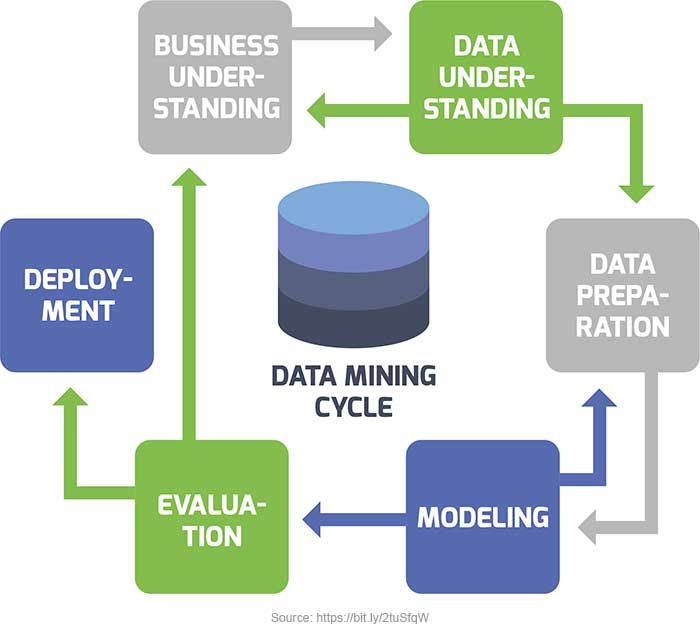 BUSINESS
UNDER-
STANDING
DATA
UNDER-
STANDING
DEPLOY-
MENT
DATA
PREPA-
RATION
DATA MINING
CYCLE
EVALUA-
TION
MODELING
Source: https://bit.ly/2tuSfqW